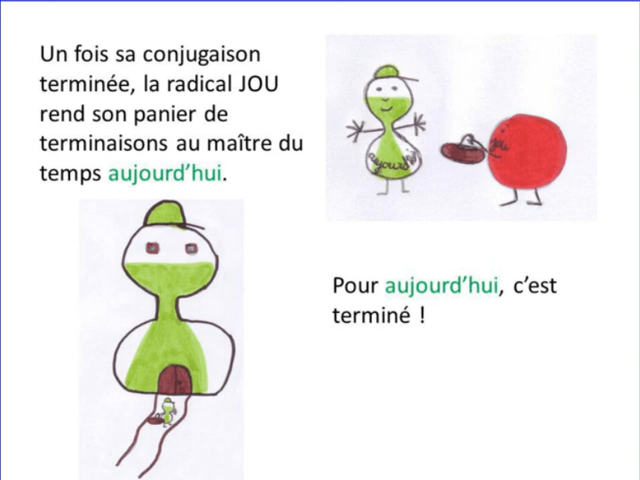 Un fois sa conjugaison
terminée, la radical JOU
rend son panier de
terminaisons au maître du
temps aujourd’hui.
aujourd'hui
jou
Pour aujourd’hui, c’est
terminé !